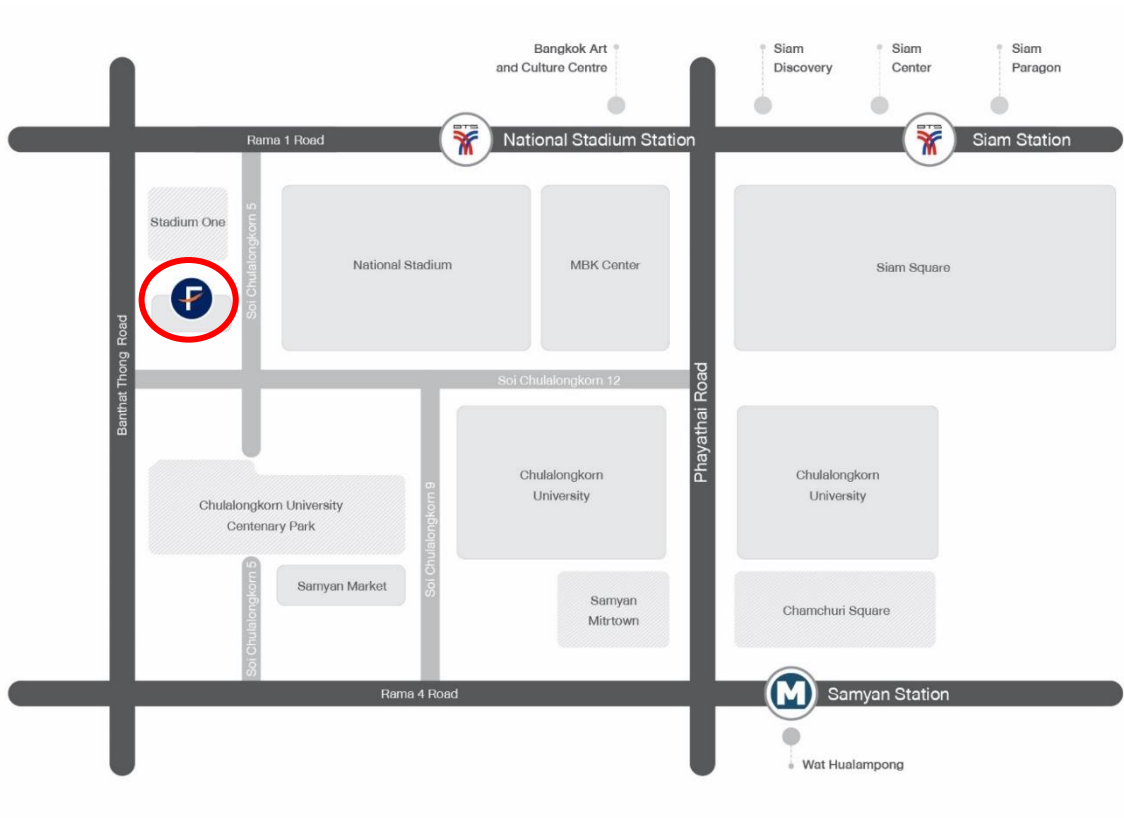 Bangkok Art
and Culture Centre
Siam
Discovery
Siam
Center
Siam
Paragon
Rama 1 Road
BTS
National Stadium Station
BTS
Siam Station
Stadium One
Soi Chulalongkorn 5
National Stadium
MBK Center
Siam Square
F
Banthat Thong Road
Soi Chulalongkorn 12
Phayathai Road
Chulalongkorn University
Centenary Park
Soi Chulalongkorn 9
Chulalongkorn
University
Chulalongkorn
University
Soi Chulalongkorn 5
Samyan Market
Samyan
Mitrtown
Chamchuri Square
Rama 4 Road
M
Samyan Station
Wat Hualampong